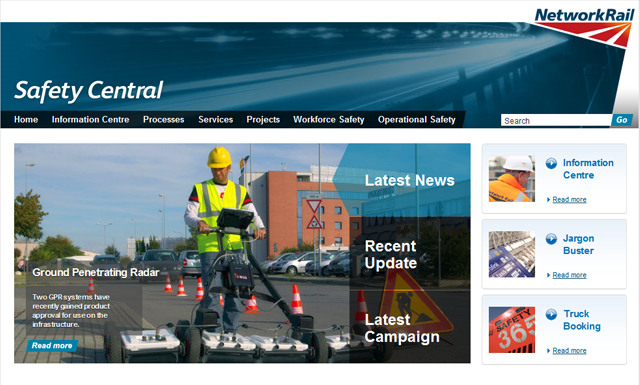 NetworkRail
Safety Central
Home Information Centre Processes Services Projects Workforce Safety Operational Safety
Search Go
Latest News
Recent
Update
Latest
Campaign
Ground Penetrating Radar
Two GPR systems have
recently gained product
approval for use on the
infrastructure.
Read more
Information
Centre
Read more
Jargon
Buster
Read more
SAFETY
365
Truck
Booking
Read more